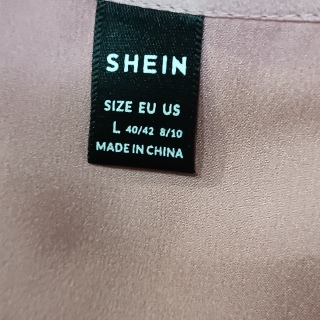 SHEIN
SIZE EU US
L 40/42 8/10
MADE IN CHINA